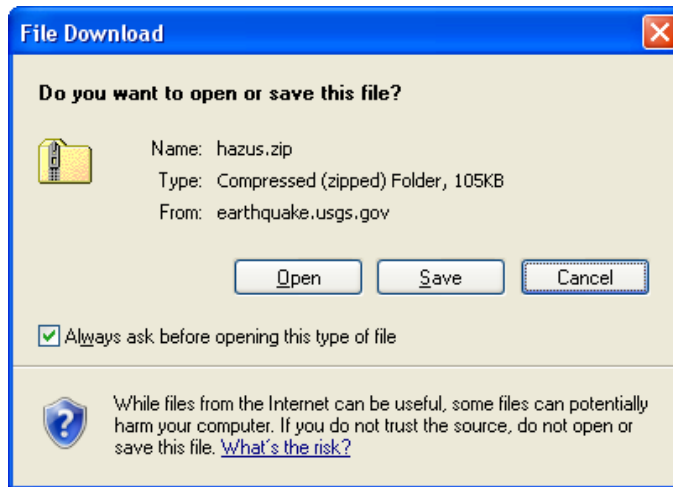 File Download
Do you want to open or save this file?
Name: hazus.zip
Type: Compressed (zipped) Folder, 105KB
From: earthquake.usgs.gov
Open Save Cancel
Always ask before opening this type of file
While files from the Internet can be useful, some files can potentially
harm your computer. If you do not trust the source, do not open or
save this file. What's the risk?